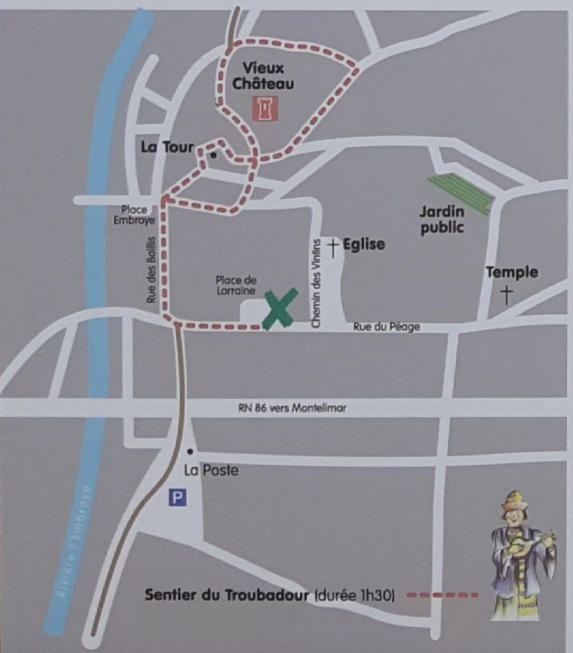 Vieux
Château
La Tour
Place
Embroye
Jardin
public
Rue des Baillis
Chemin des Vintins
Eglise
Temple
Place de
Lorraine
Rue du Péage
RN 86 vers Montelimar
La Poste
P
Rivière l'Embroye
Sentier du Troubadour (durée 1h30)